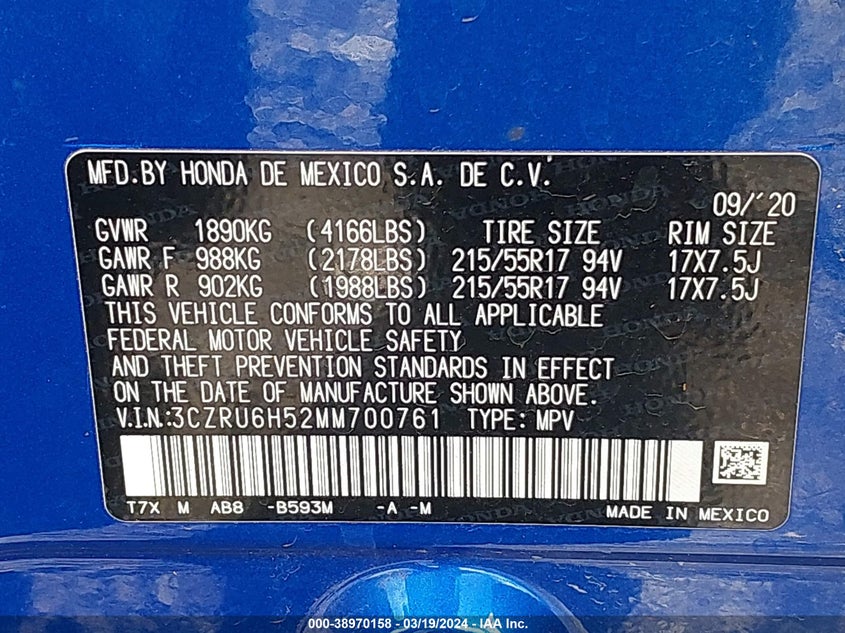 MFD.BY HONDA DE MEXICO S.A. DE C.V.
09/'20
GVWR 1890KG (4166LBS) TIRE SIZE RIM SIZE
GAWR F 988KG (2178LBS) 215/55R17 94V 17X7.5J
GAWR R 902KG (1988LBS) 215/55R17 94V 17X7.5J
THIS VEHICLE CONFORMS TO ALL APPLICABLE
FEDERAL MOTOR VEHICLE SAFETY
AND THEFT PREVENTION STANDARDS IN EFFECT
ON THE DATE OF MANUFACTURE SHOWN ABOVE.
V.I.N.:3CZRU6H52MM700761 TYPE: MPV
T7X M AB8 -B593M -A -M
MADE IN MEXICO
000-38970158 - 03/19/2024 - IAA Inc.